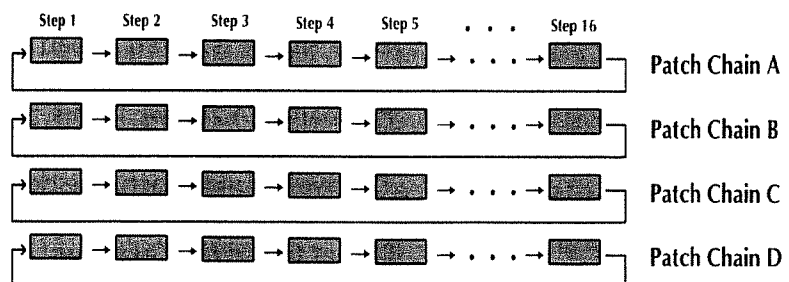 Step 1 Step 2 Step 3 Step 4 Step 5 . . . Step 16
Patch Chain A
Patch Chain B
Patch Chain C
Patch Chain D